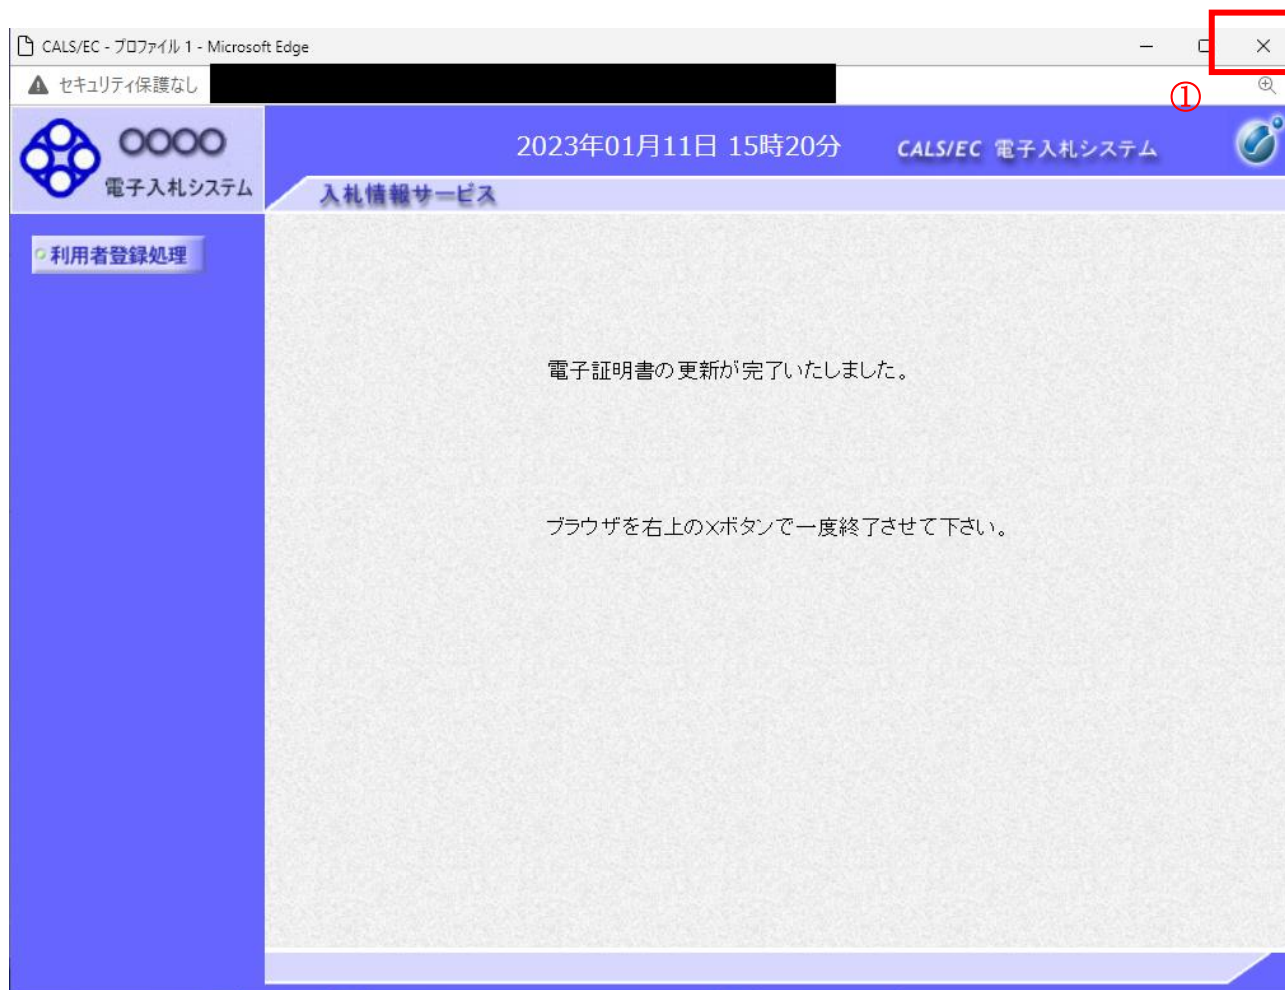 CALS/EC - プロファイル 1 - Microsoft Edge
セキュリティ保護なし
①
○○○○
電子入札システム
2023年01月11日 15時20分
CALS/EC 電子入札システム
入札情報サービス
利用者登録処理
電子証明書の更新が完了いたしました。
ブラウザを右上の×ボタンで一度終了させて下さい。